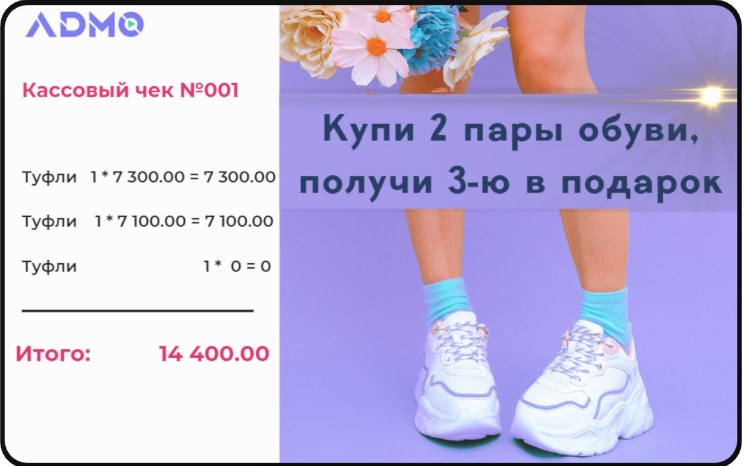 ADMQ
Кассовый чек №001
Туфли 1 * 7 300.00 = 7 300.00
Туфли 1 * 7 100.00 = 7 100.00
Туфли 1 * 0 = 0
Итого: 14 400.00
Купи 2 пары обуви,
получи 3-ю в подарок